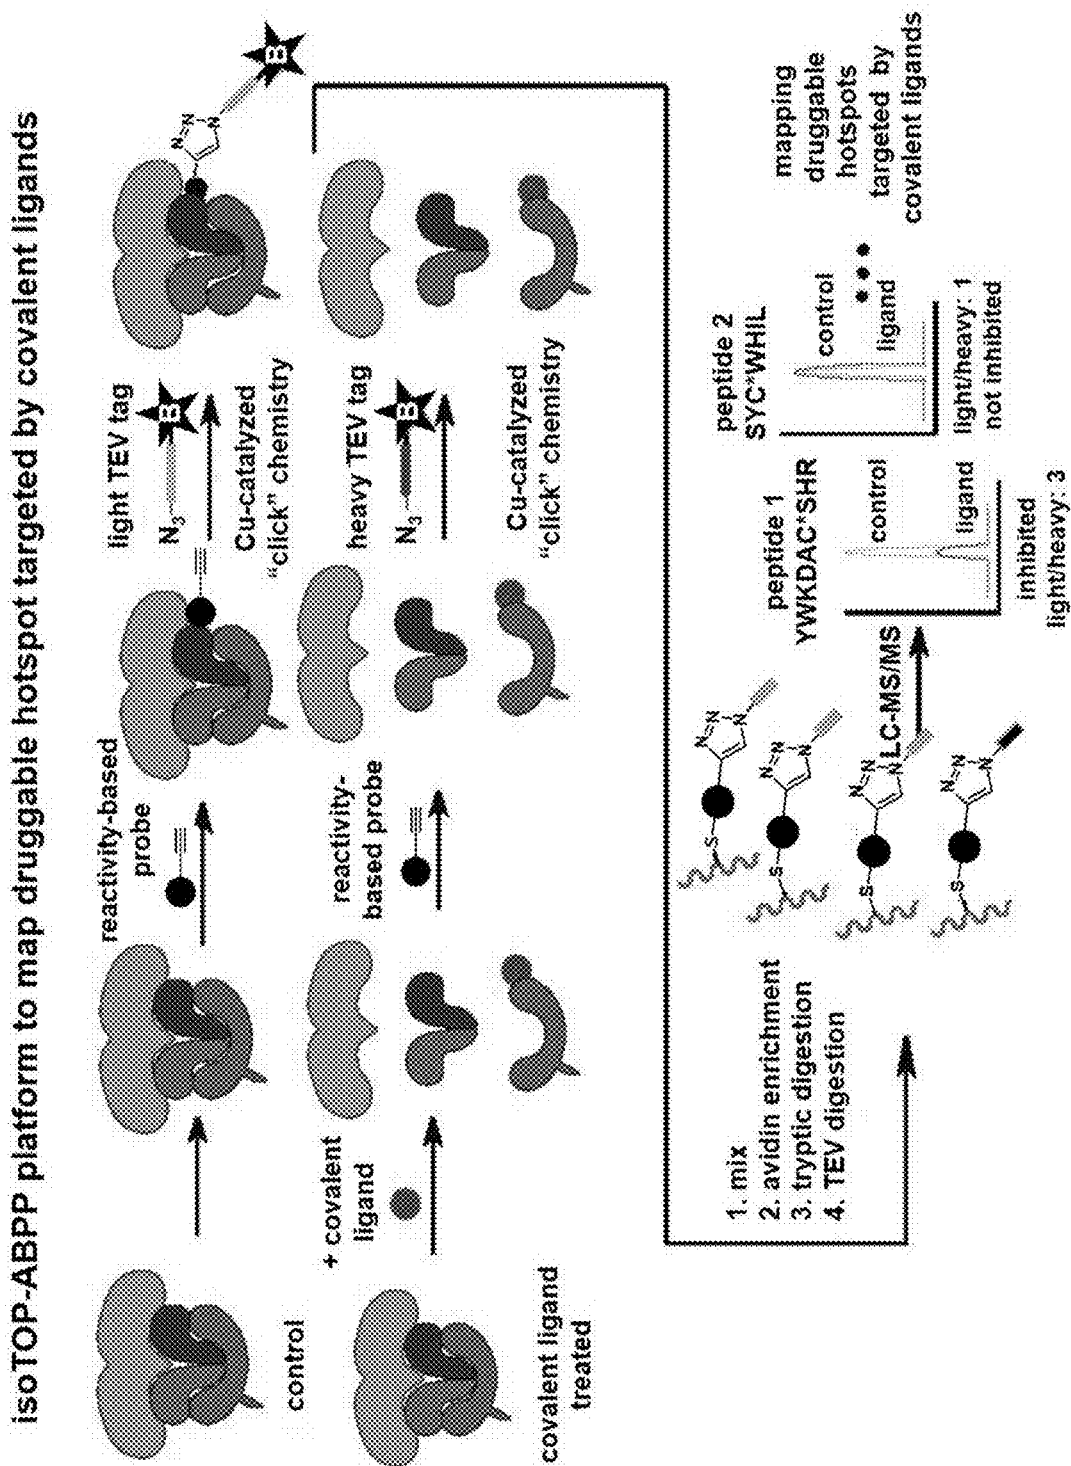 isoTOP-ABPP platform to map druggable hotspot targeted by covalent ligands
control
reactivity-based
probe
light TEV tag
N3
B
Cu-catalyzed
"click" chemistry
N=N
N
B
covalent ligand
treated
+ covalent
ligand
reactivity-
based probe
heavy TEV tag
N3
B
Cu-catalyzed
"click" chemistry
1. mix
2. avidin enrichment
3. tryptic digestion
4. TEV digestion
S
N=N
N
S
N=N
N
S
N=N
N
S
N=N
N
LC-MS/MS
peptide 1
YWKDAC*SHR
control
ligand
inhibited
light/heavy: 3
peptide 2
SYC*WHIL
control
ligand
light/heavy: 1
not inhibited
mapping
druggable
hotspots
targeted by
covalent ligands